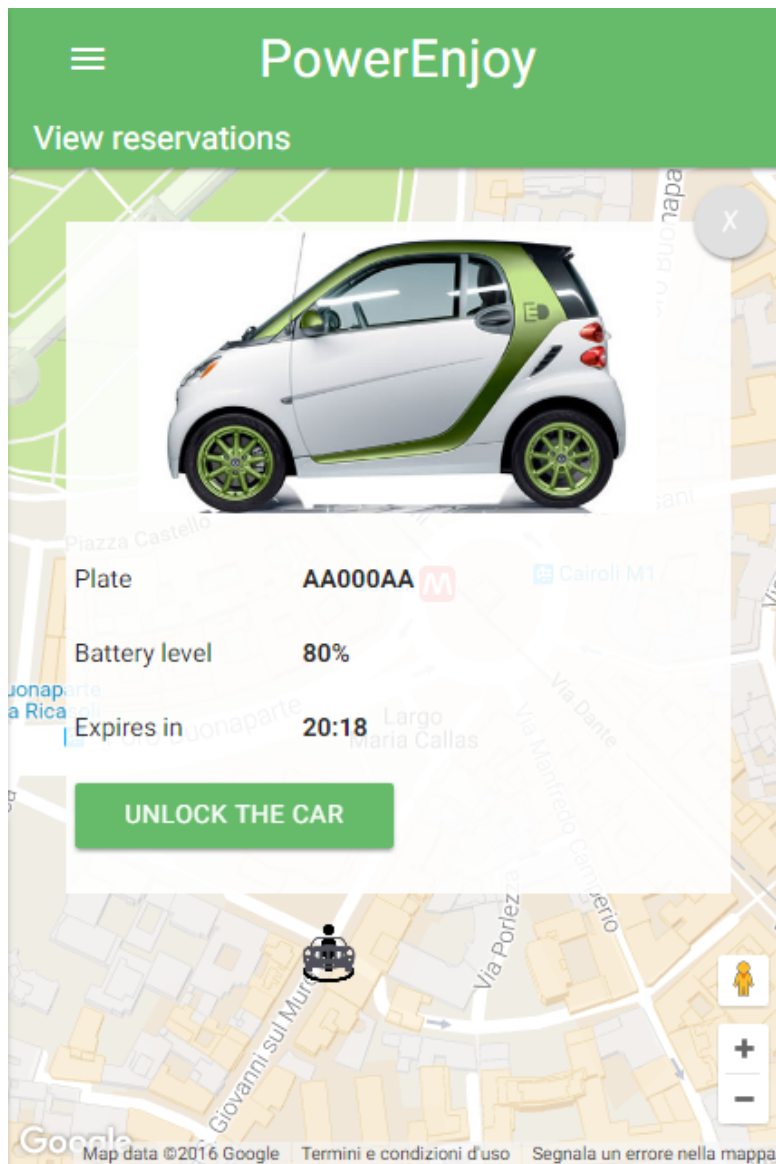 PowerEnjoy
View reservations
X
ED
Piazza Castello
Plate AA000AA
M
Cairoli M1
Battery level 80%
Via Dante
Expires in 20:18
Largo
Maria Callas
Via Manfredo Camperio
UNLOCK THE CAR
Via Porlezza
Giovanni sul Muro
+
−
Google
Map data ©2016 Google Termini e condizioni d'uso Segnala un errore nella mappa